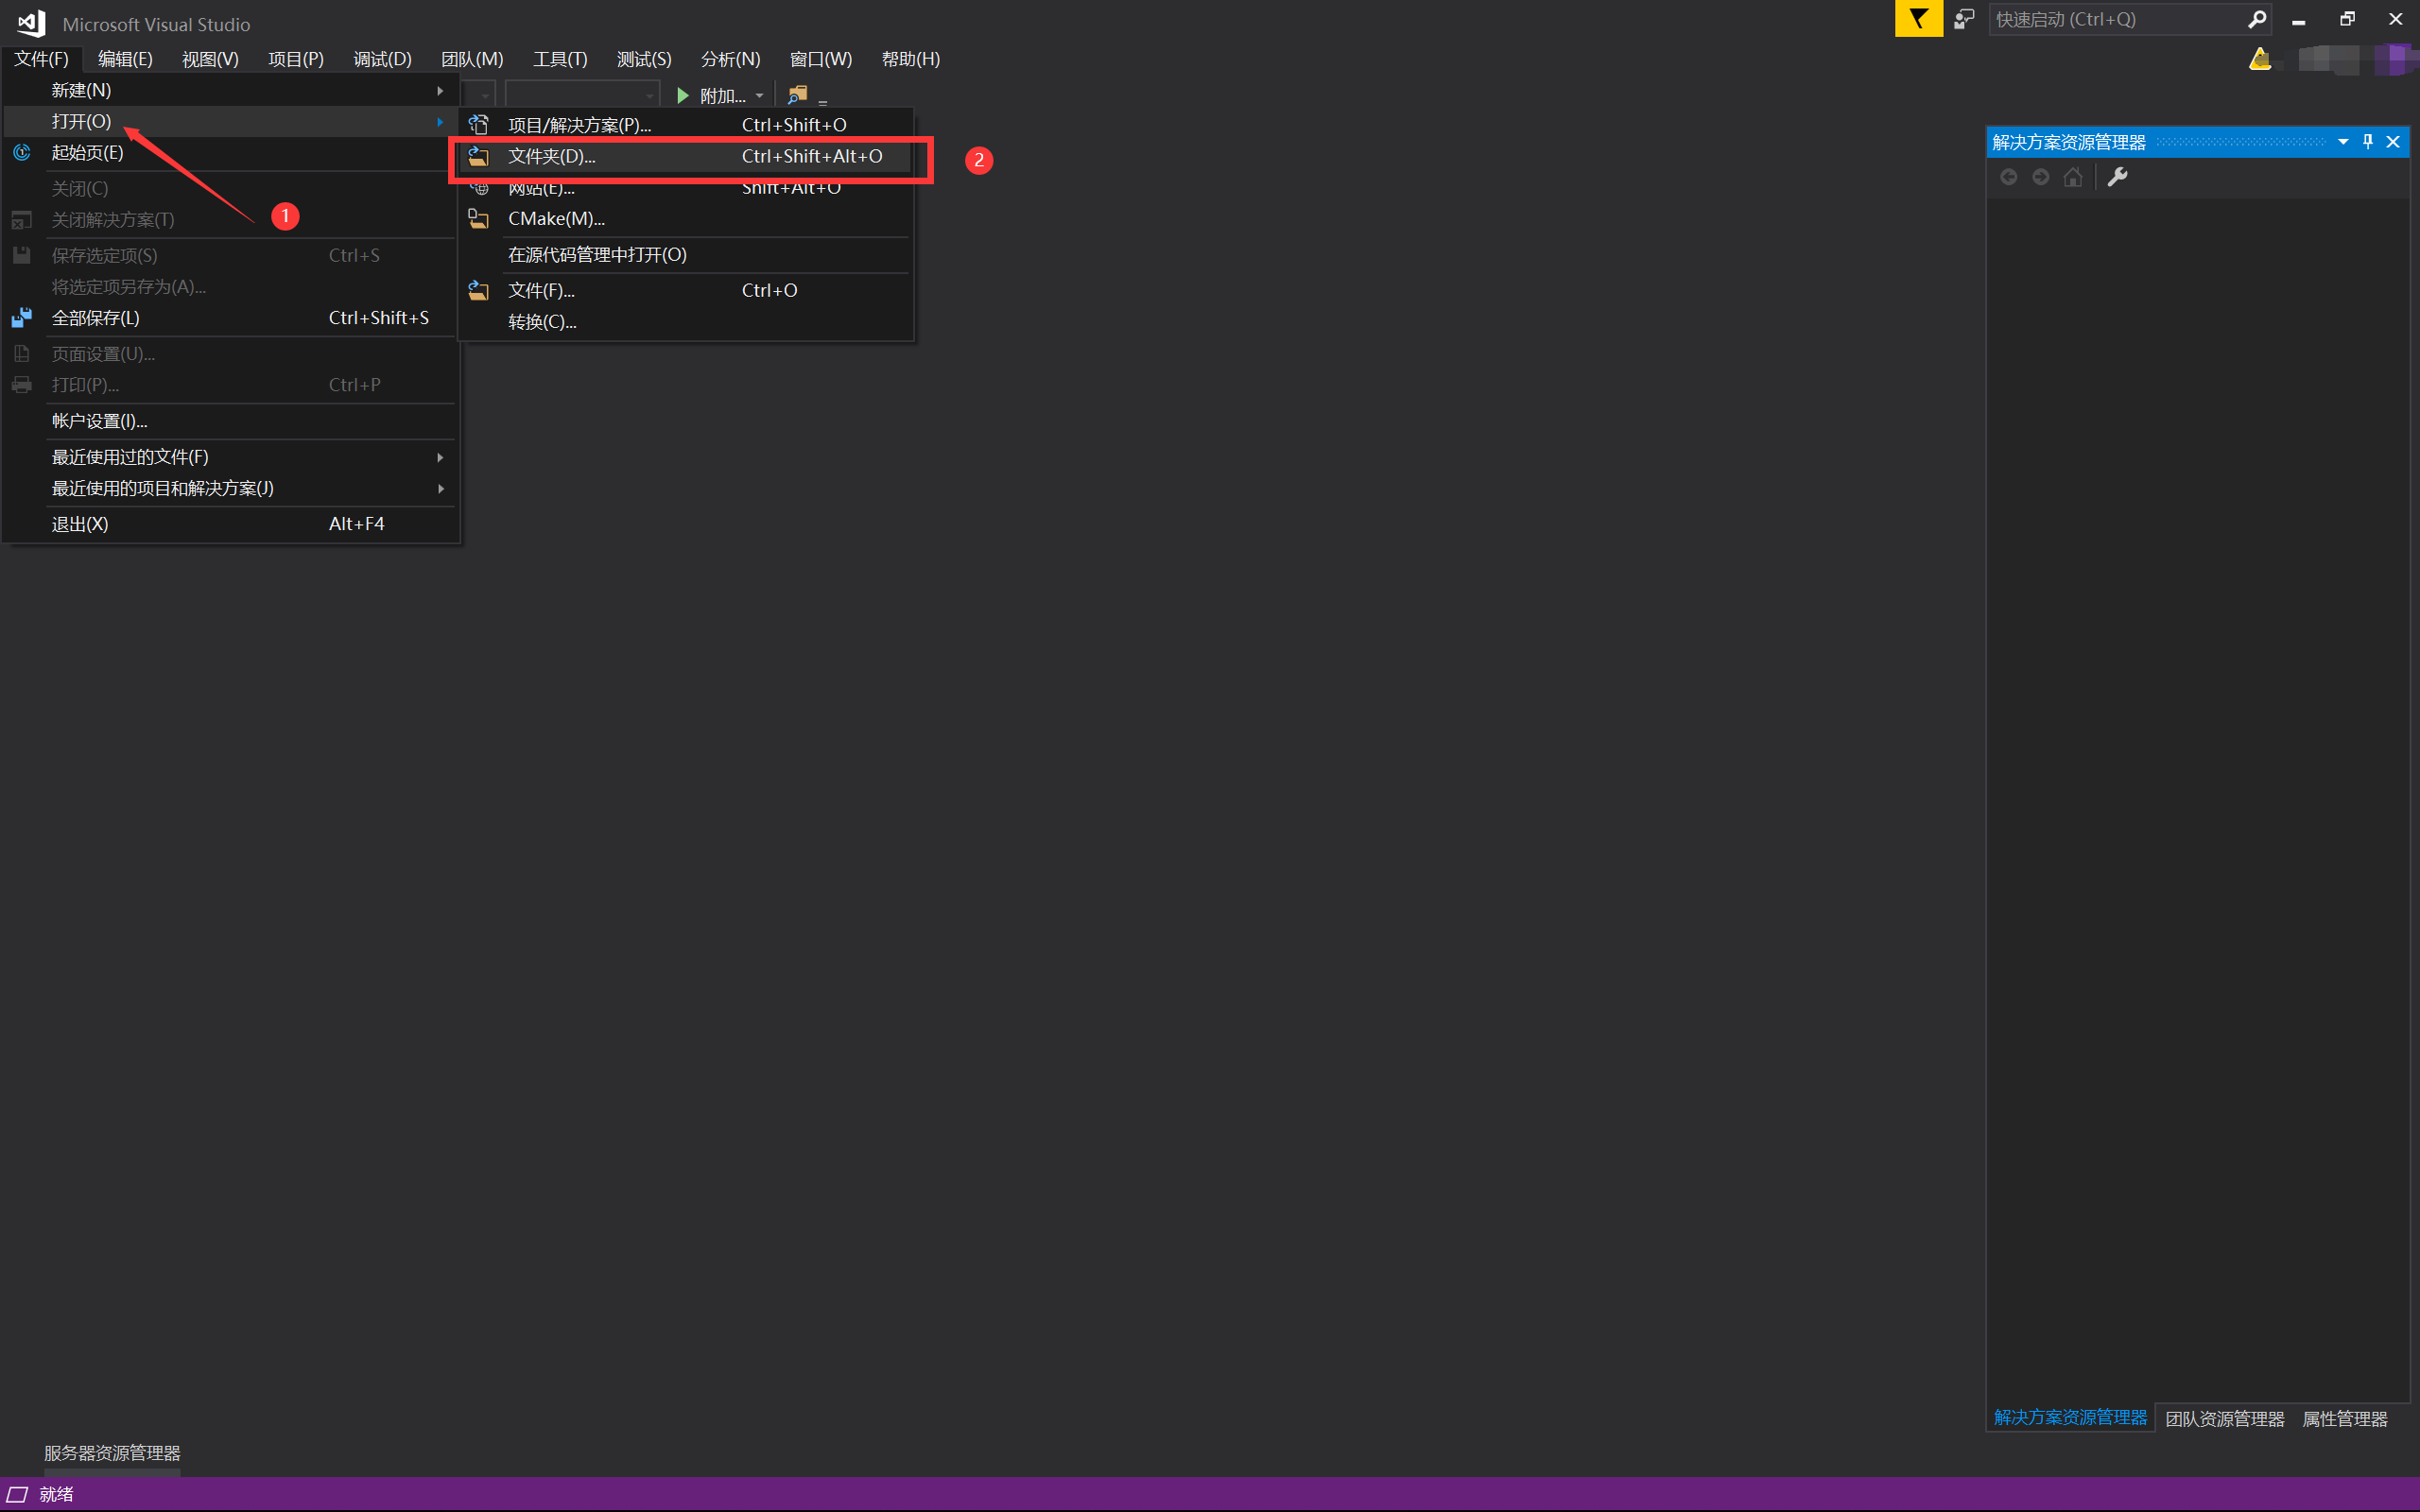 Microsoft Visual Studio
快速启动 (Ctrl+Q)
文件(F) 编辑(E) 视图(V) 项目(P) 调试(D) 团队(M) 工具(T) 测试(S) 分析(N) 窗口(W) 帮助(H)
附加...
新建(N)
打开(O)
起始页(E)
关闭(C)
关闭解决方案(T)
保存选定项(S) Ctrl+S
将选定项另存为(A)...
全部保存(L) Ctrl+Shift+S
页面设置(U)...
打印(P)... Ctrl+P
帐户设置(I)...
最近使用过的文件(F)
最近使用的项目和解决方案(J)
退出(X) Alt+F4
1
项目/解决方案(P)... Ctrl+Shift+O
文件夹(D)... Ctrl+Shift+Alt+O
2
网站(E)... Shift+Alt+O
CMake(M)...
在源代码管理中打开(O)
文件(F)... Ctrl+O
转换(C)...
解决方案资源管理器
解决方案资源管理器 团队资源管理器 属性管理器
服务器资源管理器
就绪